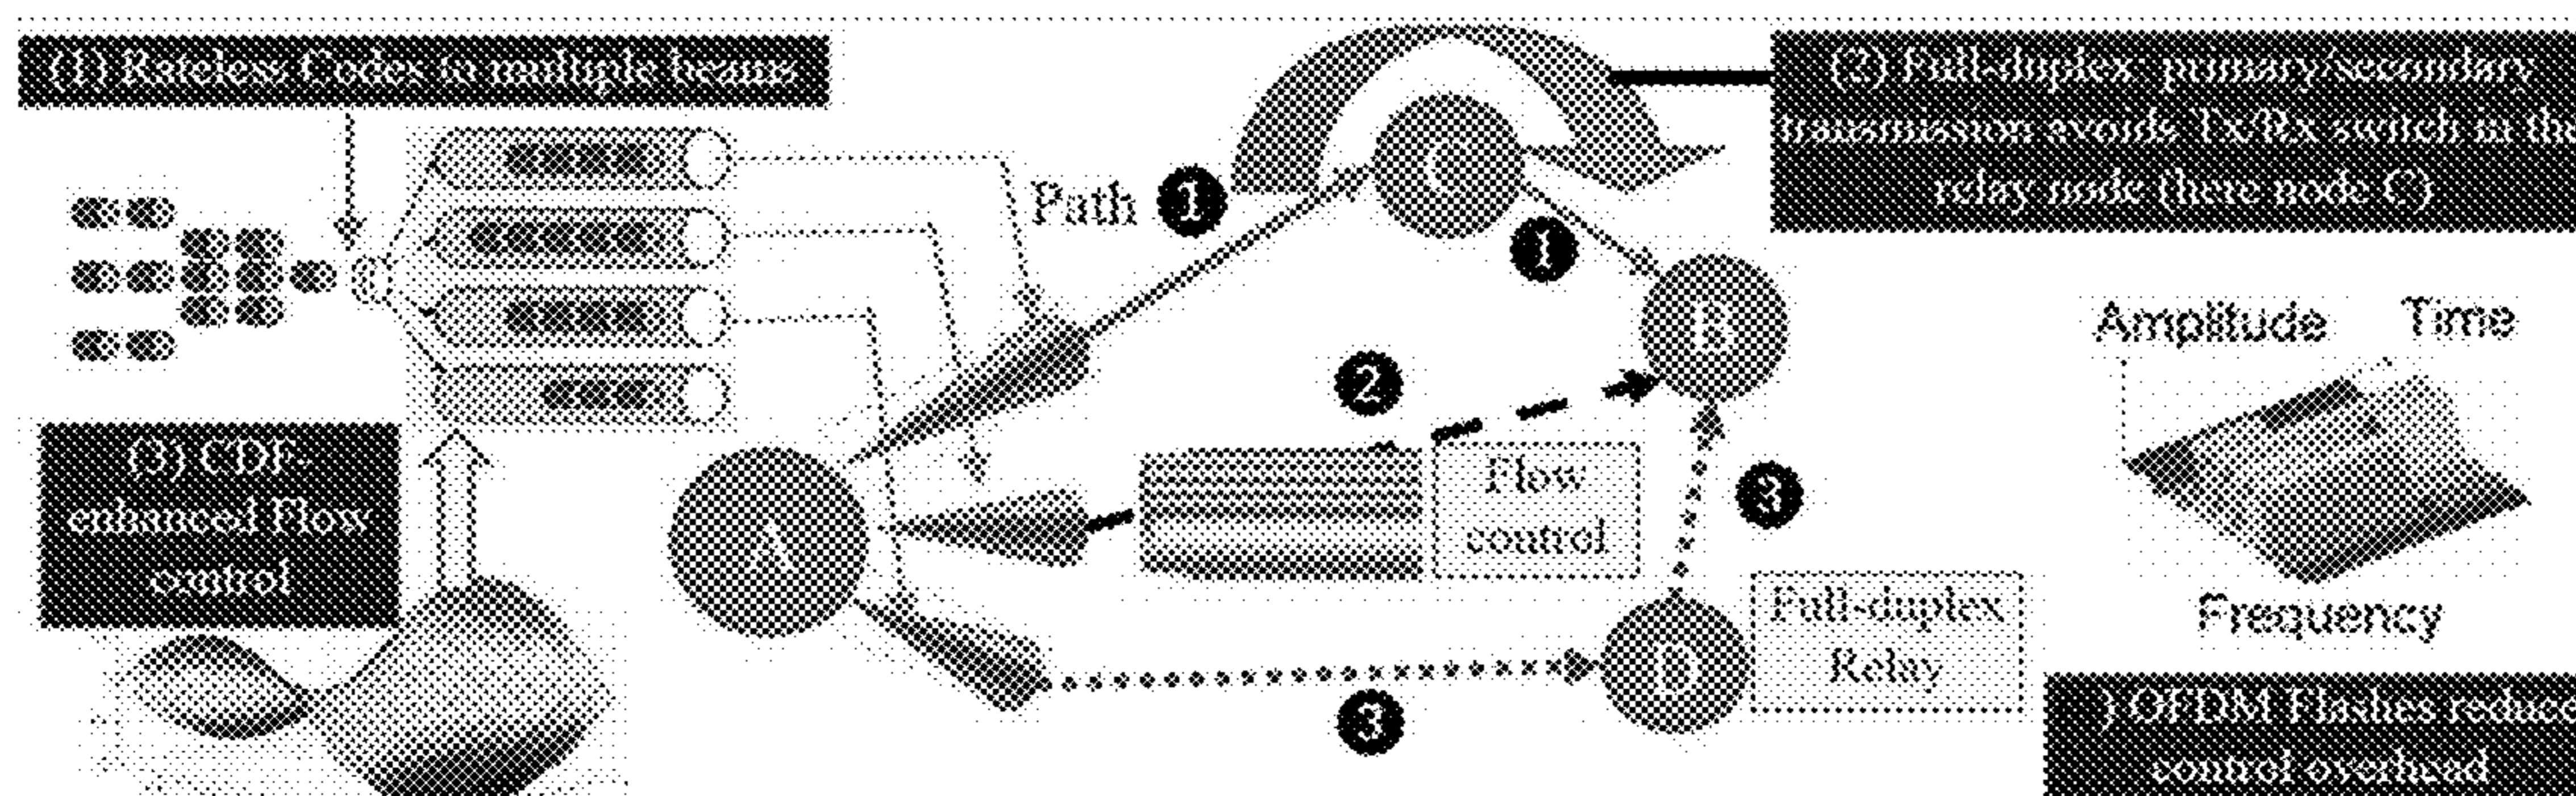 (1) Rateless Codes to multiple beams
(2) Full-duplex primary/secondary
transmission avoids Tx/Rx switch in the
relay node (here node C)
Path 1
C
1
B
2
Amplitude Time
Frequency
(3) CDF-
enhanced Flow
control
A
Flow
control
3
Full-duplex
Relay
D
3
) OFDM Flashes reduce
control overhead